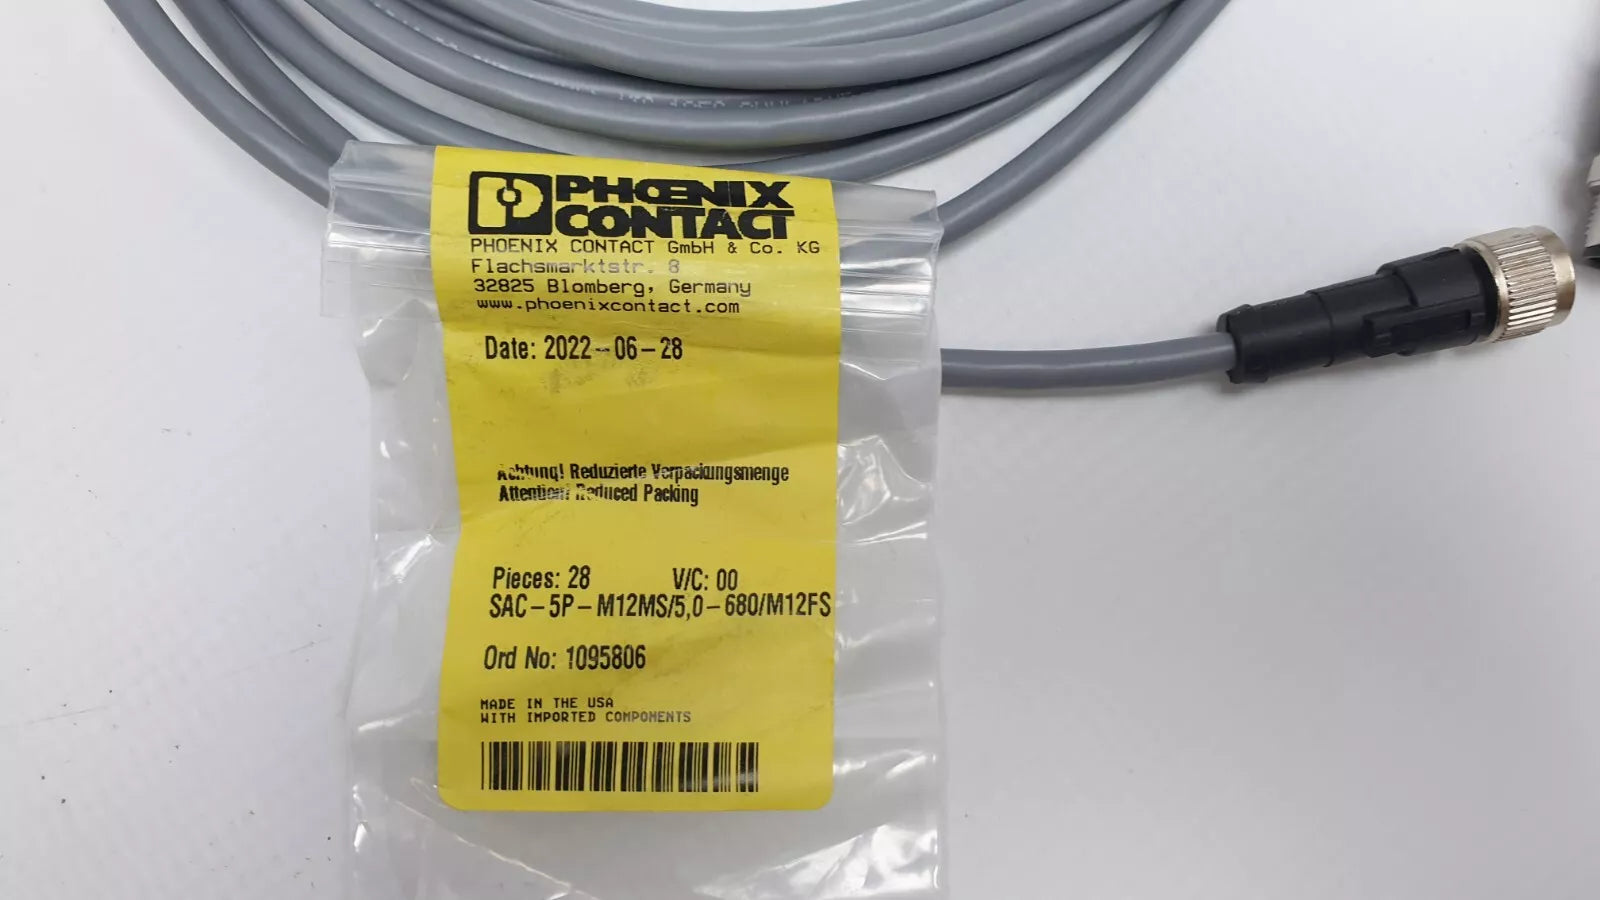 PHOENIX
CONTACT
PHOENIX CONTACT GmbH & Co. KG
Flachsmarktstr. 8
32825 Blomberg, Germany
www.phoenixcontact.com
Date: 2022-06-28
Achtung! Reduzierte Verpackungsmenge
Attention! Reduced Packing
Pieces: 28 V/C: 00
SAC-5P-M12MS/5,0-680/M12FS
Ord No: 1095806
MADE IN THE USA
WITH IMPORTED COMPONENTS